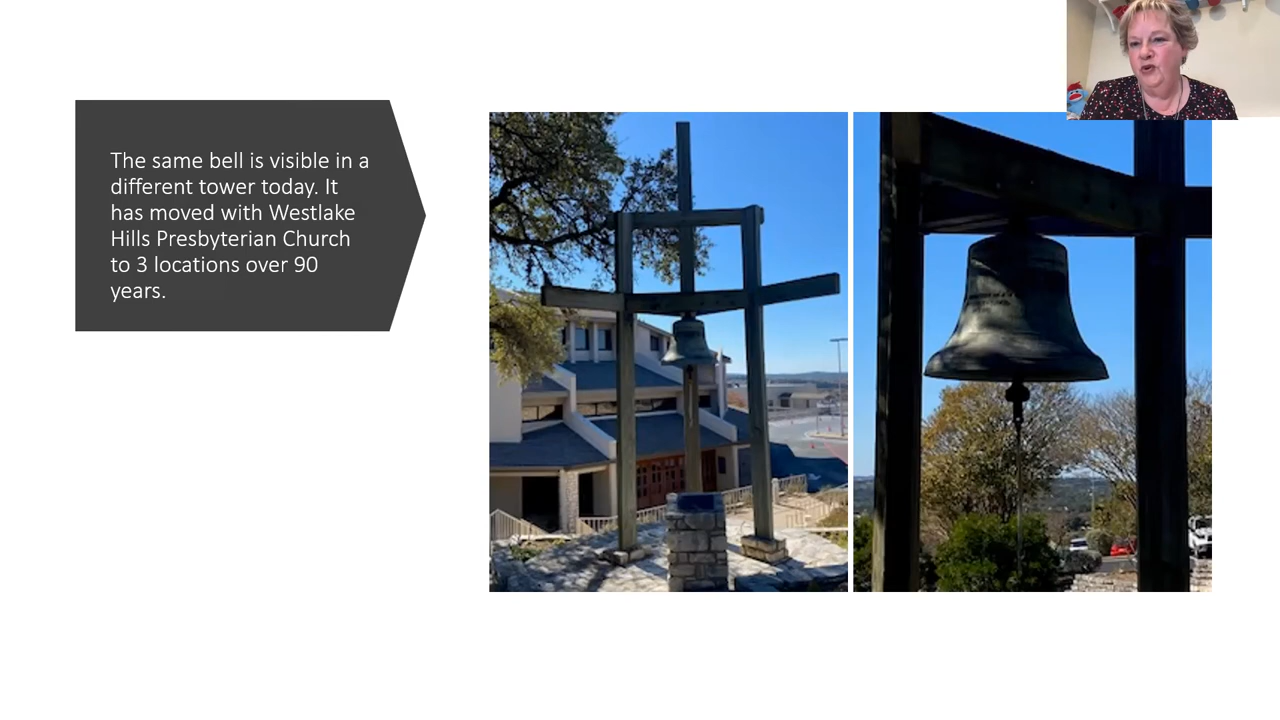 The same bell is visible in a
different tower today. It
has moved with Westlake
Hills Presbyterian Church
to 3 locations over 90
years.